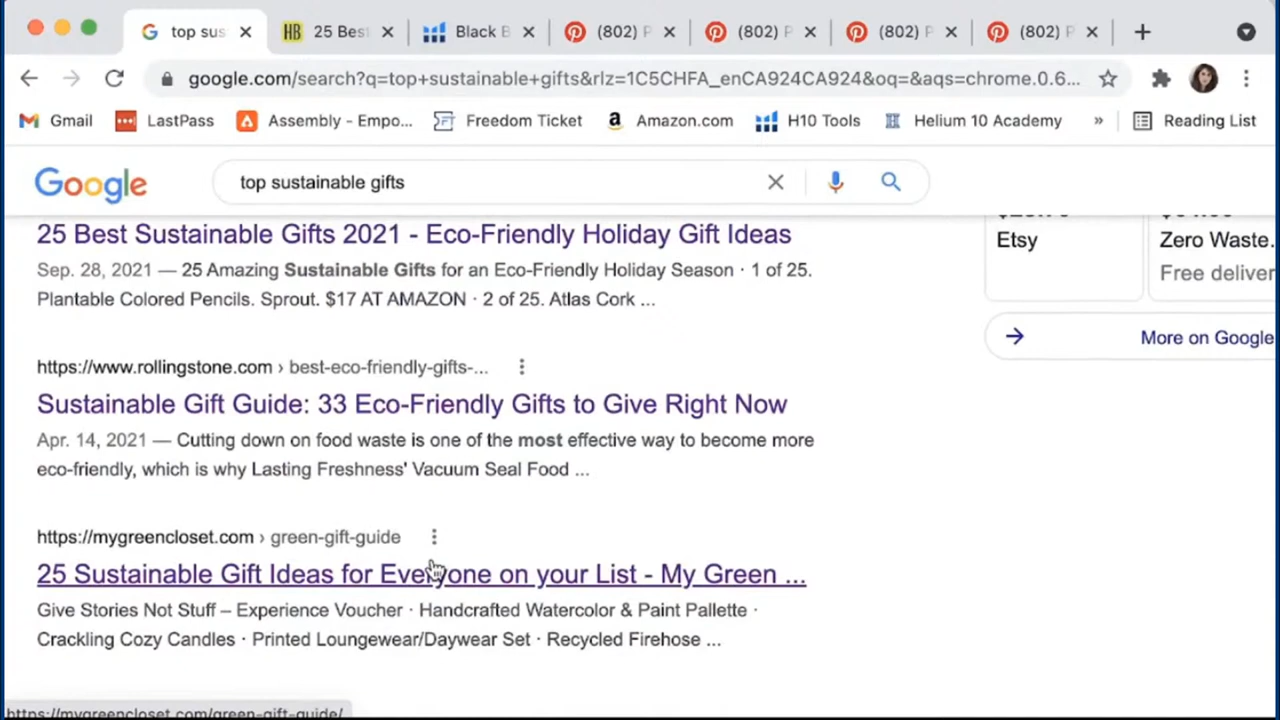 top sus
HB
25 Best
Black B
(802) P
(802) P
(802) P
(802) P
google.com/search?q=top+sustainable+gifts&rlz=1C5CHFA_enCA924CA924&oq=&aqs=chrome.0.6...
Gmail
LastPass
Assembly - Empo...
Freedom Ticket
Amazon.com
H10 Tools
Helium 10 Academy
»
Reading List
Google
top sustainable gifts
25 Best Sustainable Gifts 2021 - Eco-Friendly Holiday Gift Ideas
Sep. 28, 2021 — 25 Amazing Sustainable Gifts for an Eco-Friendly Holiday Season · 1 of 25.
Plantable Colored Pencils. Sprout. $17 AT AMAZON · 2 of 25. Atlas Cork ...
https://www.rollingstone.com › best-eco-friendly-gifts-...
Sustainable Gift Guide: 33 Eco-Friendly Gifts to Give Right Now
Apr. 14, 2021 — Cutting down on food waste is one of the most effective way to become more
eco-friendly, which is why Lasting Freshness' Vacuum Seal Food ...
https://mygreencloset.com › green-gift-guide
25 Sustainable Gift Ideas for Everyone on your List - My Green ...
Give Stories Not Stuff – Experience Voucher · Handcrafted Watercolor & Paint Pallette ·
Crackling Cozy Candles · Printed Loungewear/Daywear Set · Recycled Firehose ...
Etsy
Zero Waste...
Free deliver
More on Google
https://mygreencloset.com/green-gift-guide/